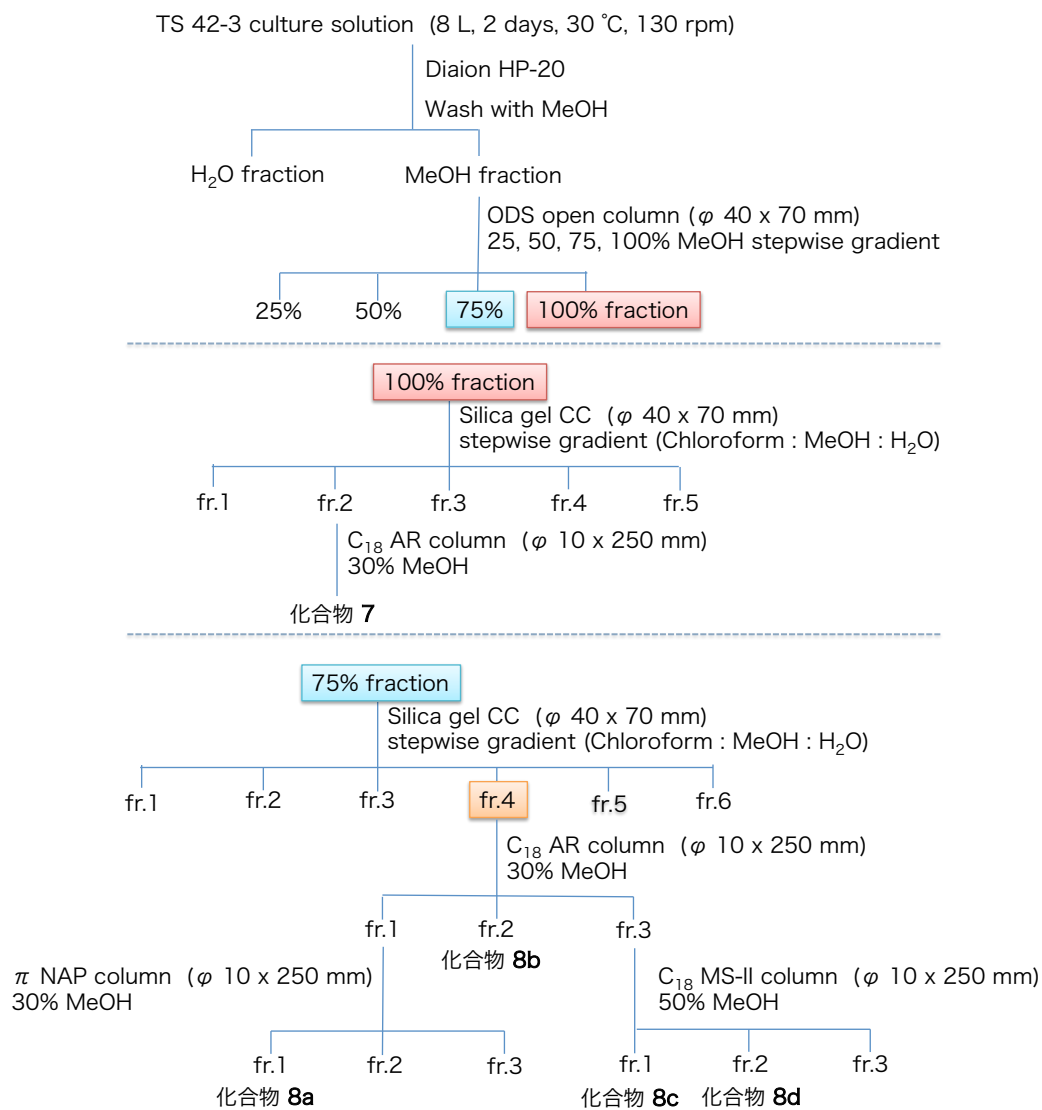 TS 42-3 culture solution (8 L, 2 days, 30 ℃, 130 rpm)
Diaion HP-20
Wash with MeOH
H₂O fraction
MeOH fraction
ODS open column (φ 40 x 70 mm)
25, 50, 75, 100% MeOH stepwise gradient
25%
50%
75%
100% fraction
100% fraction
Silica gel CC (φ 40 x 70 mm)
stepwise gradient (Chloroform : MeOH : H₂O)
fr.1
fr.2
fr.3
fr.4
fr.5
C₁₈ AR column (φ 10 x 250 mm)
30% MeOH
化合物 7
75% fraction
Silica gel CC (φ 40 x 70 mm)
stepwise gradient (Chloroform : MeOH : H₂O)
fr.1
fr.2
fr.3
fr.4
fr.5
fr.6
C₁₈ AR column (φ 10 x 250 mm)
30% MeOH
fr.1
fr.2
fr.3
化合物 8b
π NAP column (φ 10 x 250 mm)
30% MeOH
C₁₈ MS-II column (φ 10 x 250 mm)
50% MeOH
fr.1
fr.2
fr.3
fr.1
fr.2
fr.3
化合物 8a
化合物 8c
化合物 8d